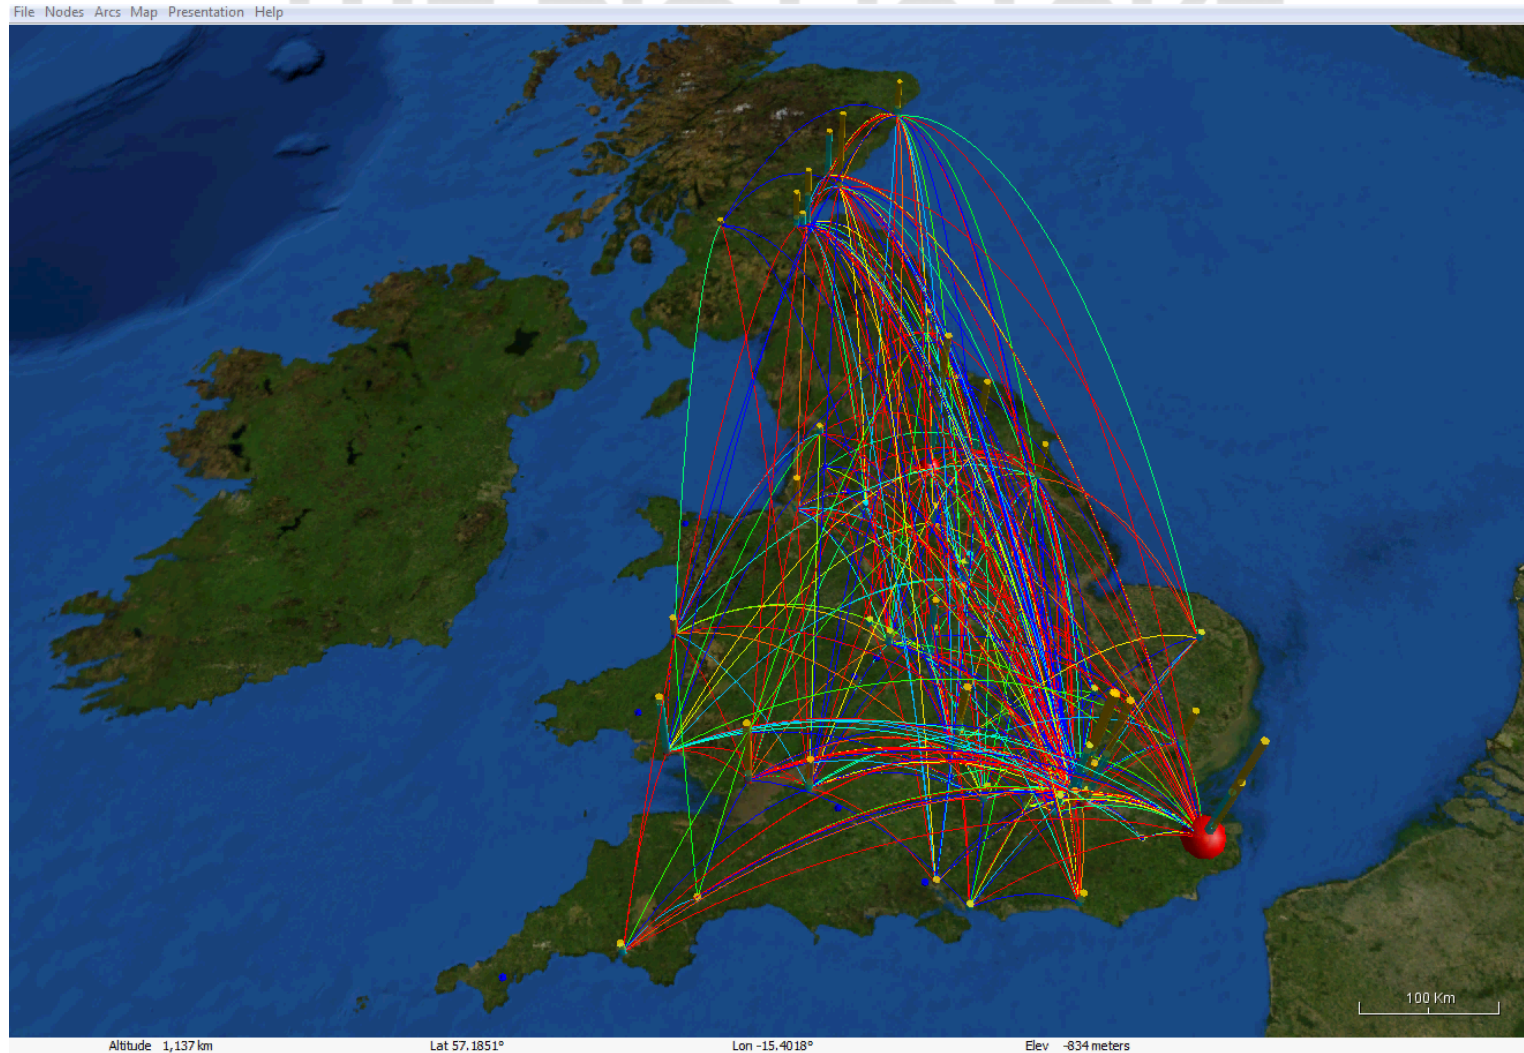 File Nodes Arcs Map Presentation Help
100 Km
Altitude 1,137 km Lat 57.1851° Lon -15.4018° Elev -834 meters